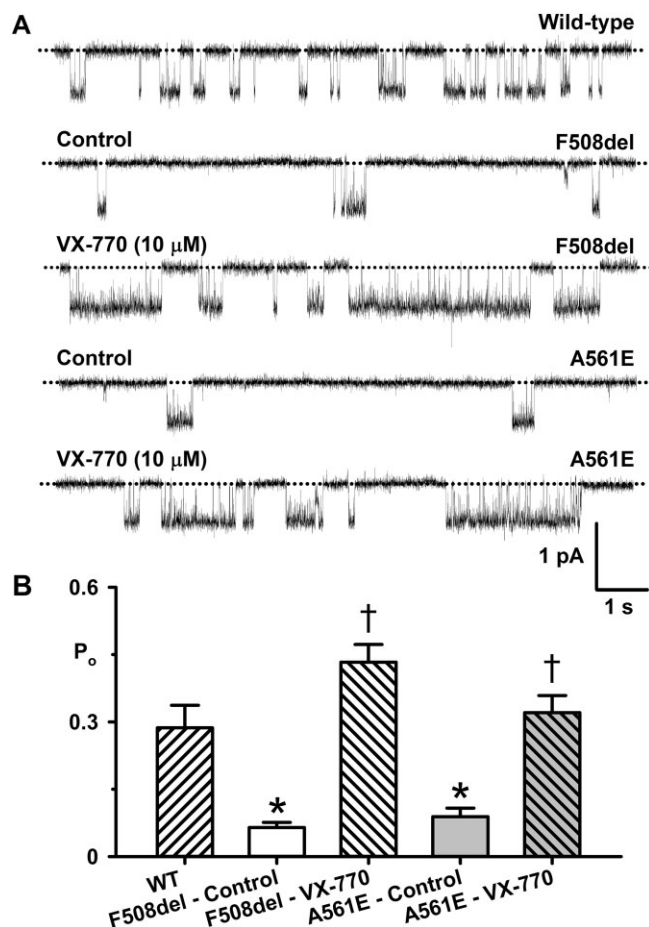 A
Wild-type
Control F508del
VX-770 (10 μM) F508del
Control A561E
VX-770 (10 μM) A561E
1 pA
1 s
B
0.6
Pₒ
0.3
0
†
†
*
*
WT
F508del - Control
F508del - VX-770
A561E - Control
A561E - VX-770